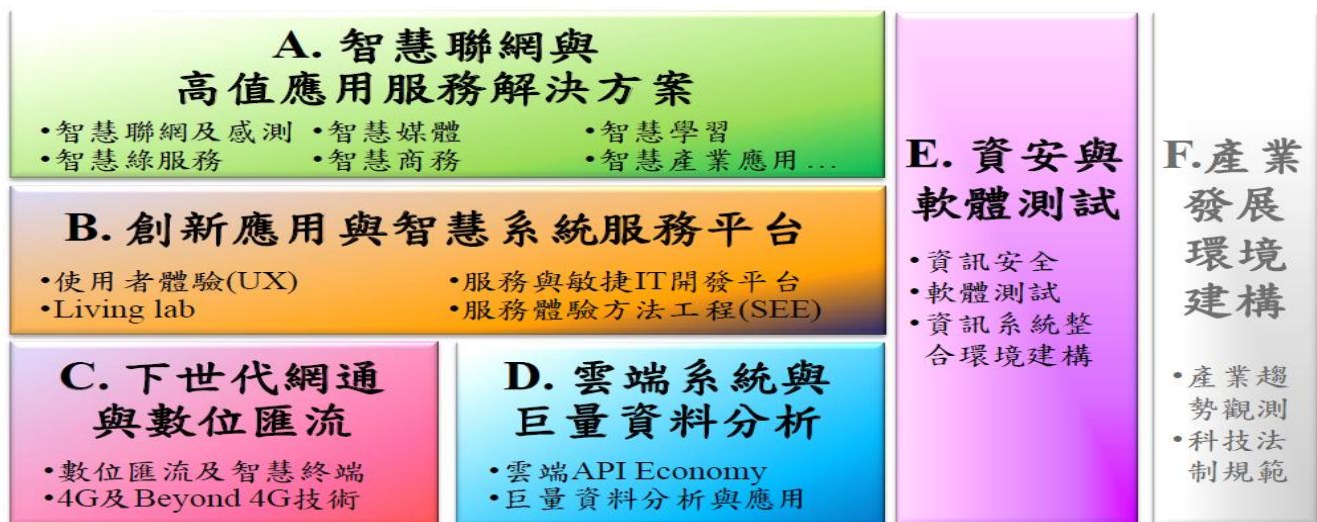 A. 智慧聯網與
高值應用服務解決方案
•智慧聯網及感測 •智慧媒體 •智慧學習
•智慧綠服務 •智慧商務 •智慧產業應用…
B. 創新應用與智慧系統服務平台
•使用者體驗(UX) •服務與敏捷IT開發平台
•Living lab •服務體驗方法工程(SEE)
C. 下世代網通
與數位匯流
•數位匯流及智慧終端
•4G及Beyond 4G技術
D. 雲端系統與
巨量資料分析
•雲端API Economy
•巨量資料分析與應用
E. 資安與
軟體測試
•資訊安全
•軟體測試
•資訊系統整
合環境建構
F.產業
發展
環境
建構
•產業趨
勢觀測
•科技法
制規範